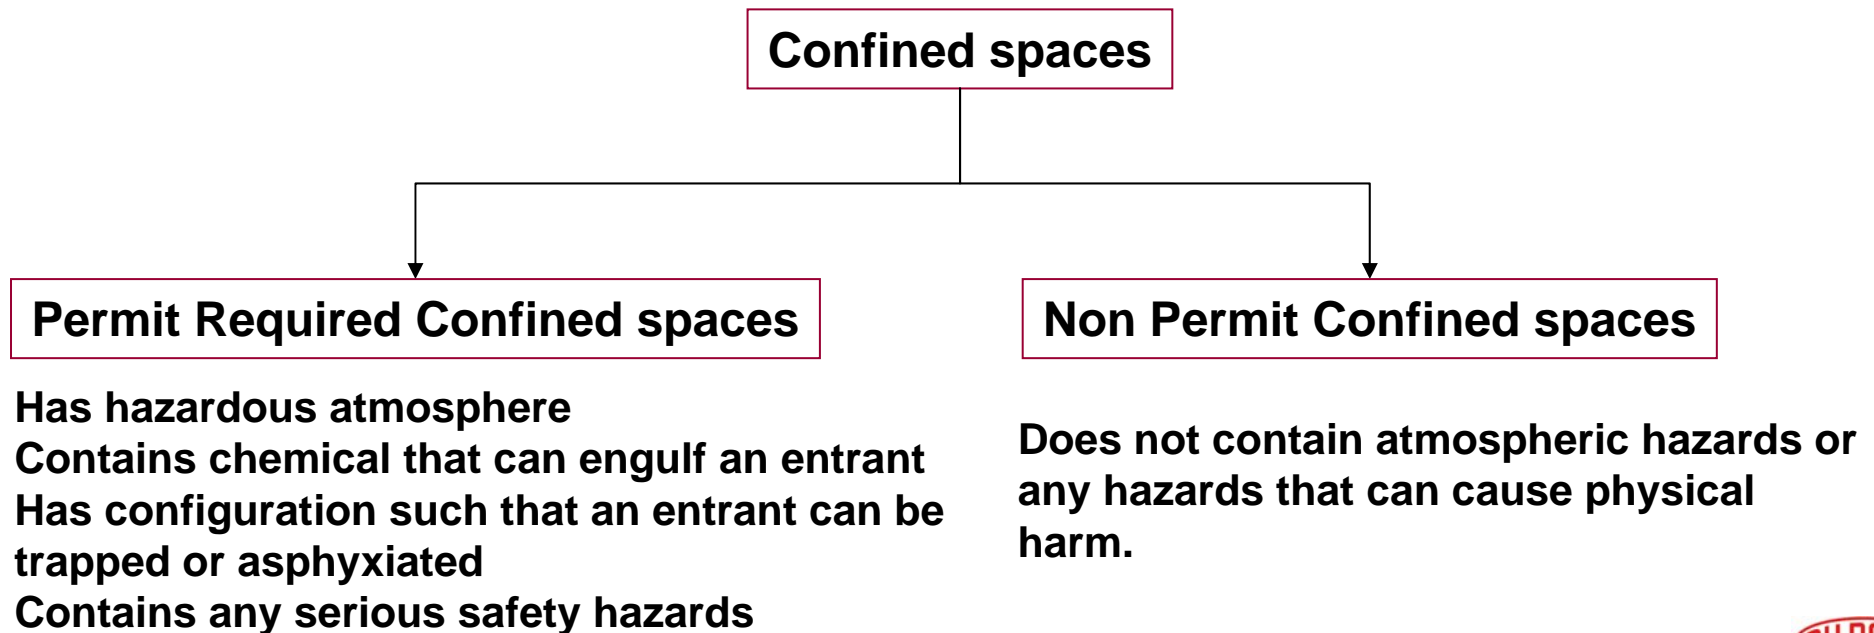 Confined spaces
Permit Required Confined spaces
Non Permit Confined spaces
Has hazardous atmosphere
Contains chemical that can engulf an entrant
Has configuration such that an entrant can be
trapped or asphyxiated
Contains any serious safety hazards
Does not contain atmospheric hazards or
any hazards that can cause physical
harm.